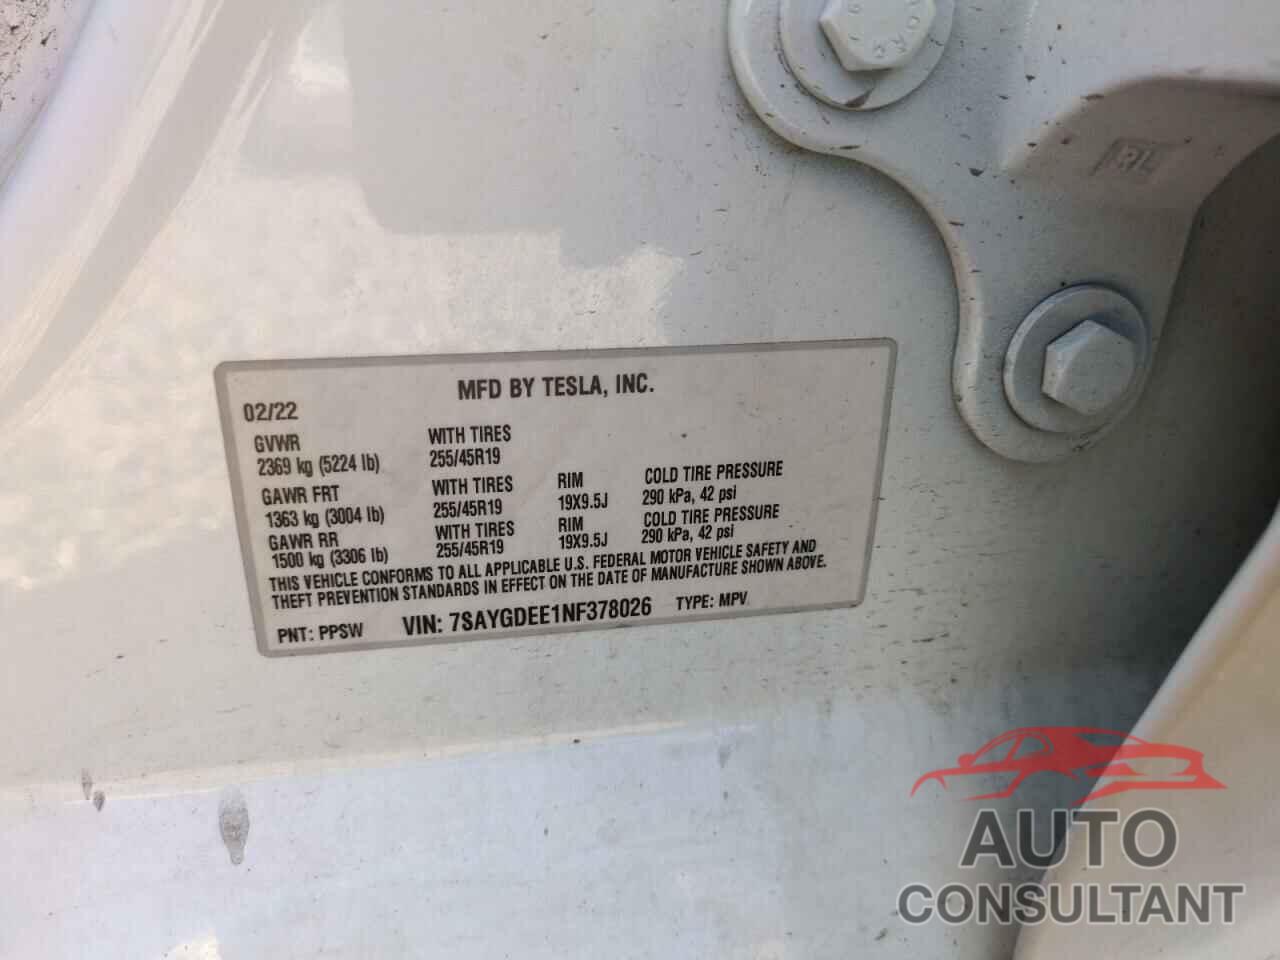 MFD BY TESLA, INC.
02/22
GVWR WITH TIRES
2369 kg (5224 lb) 255/45R19
GAWR FRT WITH TIRES RIM COLD TIRE PRESSURE
1363 kg (3004 lb) 255/45R19 19X9.5J 290 kPa, 42 psi
GAWR RR WITH TIRES RIM COLD TIRE PRESSURE
1500 kg (3306 lb) 255/45R19 19X9.5J 290 kPa, 42 psi
THIS VEHICLE CONFORMS TO ALL APPLICABLE U.S. FEDERAL MOTOR VEHICLE SAFETY AND
THEFT PREVENTION STANDARDS IN EFFECT ON THE DATE OF MANUFACTURE SHOWN ABOVE.
PNT: PPSW VIN: 7SAYGDEE1NF378026 TYPE: MPV
AUTO
CONSULTANT